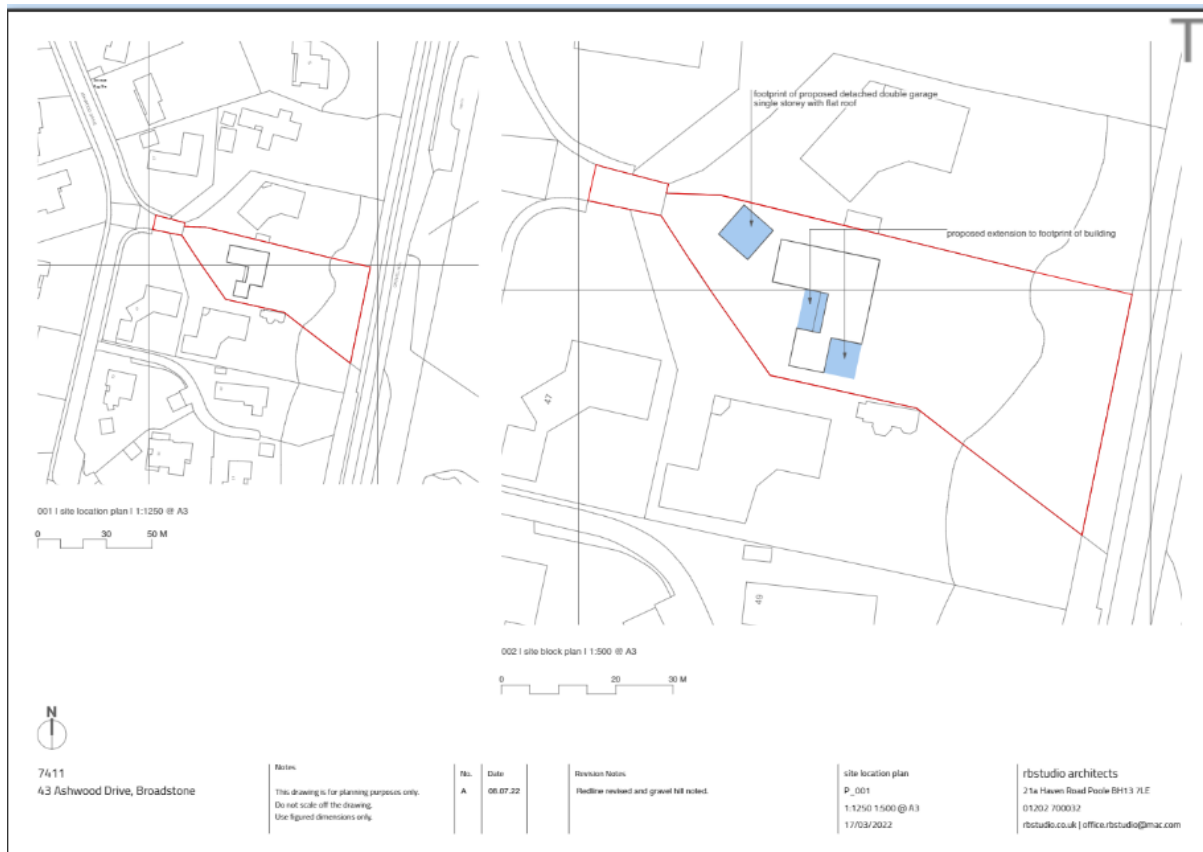 T
footprint of proposed detached double garage
single storey with flat roof
proposed extension to footprint of building
47
49
001 I site location plan I 1:1250 @ A3
0 30 50 M
002 I site block plan I 1:500 @ A3
0 20 30 M
N
7411
43 Ashwood Drive, Broadstone
Notes
This drawing is for planning purposes only.
Do not scale off the drawing.
Use figured dimensions only.
No. Date
A 08.07.22
Revision Notes
Redline revised and gravel hill noted.
site location plan
P_001
1:1250 1:500 @ A3
17/03/2022
rbstudio architects
21a Haven Road Poole BH13 7LE
01202 700032
rbstudio.co.uk | office.rbstudio@mac.com